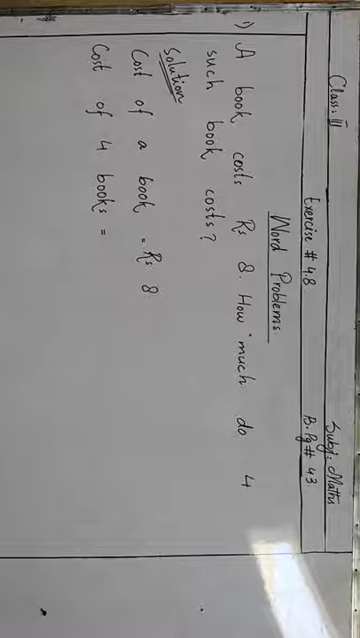 Class: III
Subj: Maths
Exercise # 4.8
B.Pg # 43
Word Problems.
1) A book costs Rs 8. How much do 4
such book costs?
Solution
Cost of a book = Rs 8
Cost of 4 books =